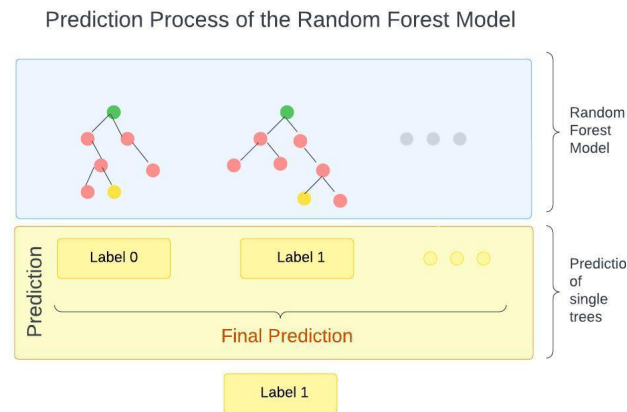 Prediction Process of the Random Forest Model
Random
Forest
Model
Prediction
Label 0
Label 1
Predictio
of
single
trees
Final Prediction
Label 1